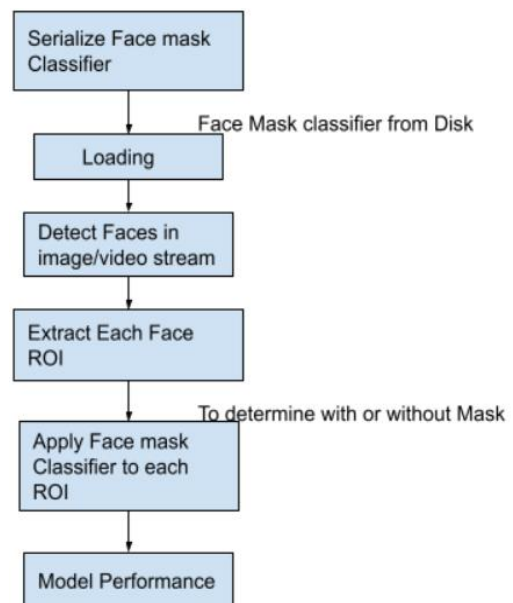 Serialize Face mask
Classifier
Face Mask classifier from Disk
Loading
Detect Faces in
image/video stream
Extract Each Face
ROI
To determine with or without Mask
Apply Face mask
Classifier to each
ROI
Model Performance